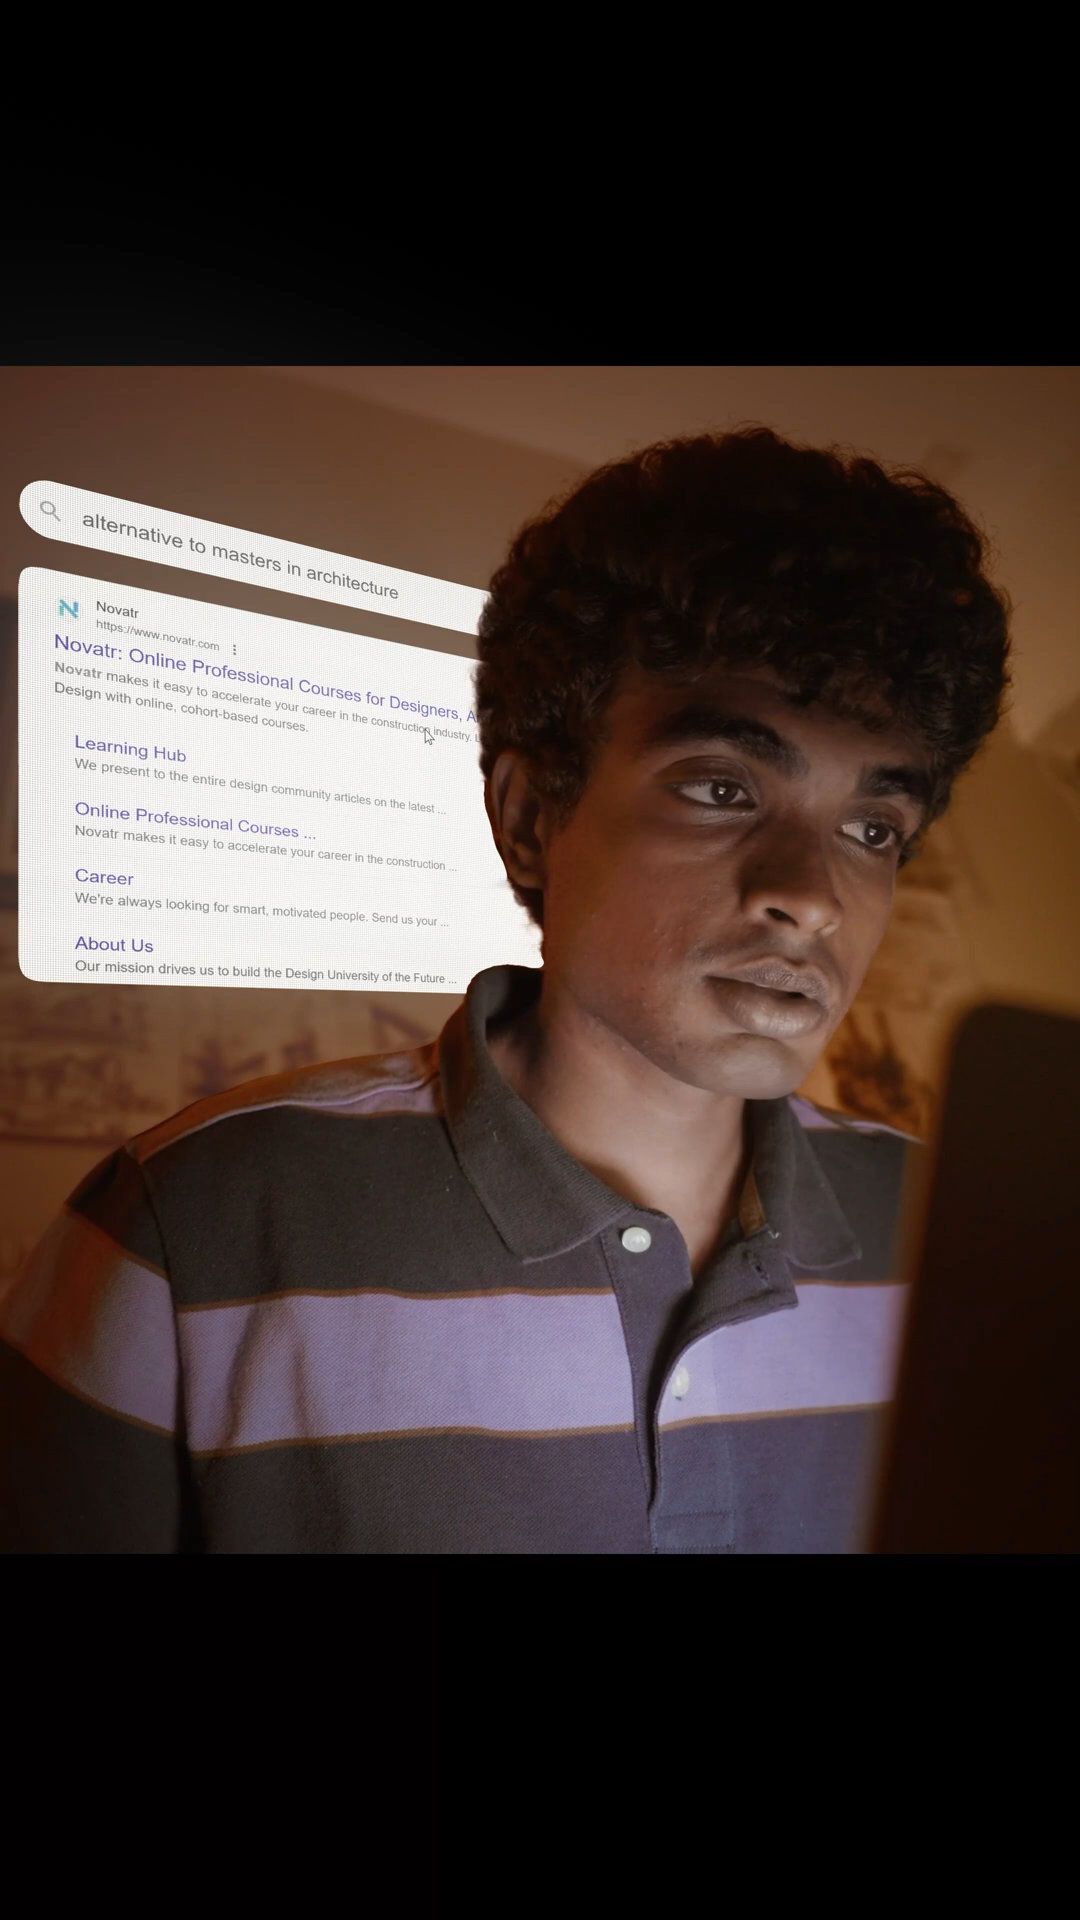 alternative to masters in architecture
Novatr
https://www.novatr.com
Novatr: Online Professional Courses for Designers, A
Novatr makes it easy to accelerate your career in the construction industry. L
Design with online, cohort-based courses.
Learning Hub
We present to the entire design community articles on the latest ...
Online Professional Courses ...
Novatr makes it easy to accelerate your career in the construction ...
Career
We're always looking for smart, motivated people. Send us your ...
About Us
Our mission drives us to build the Design University of the Future ...